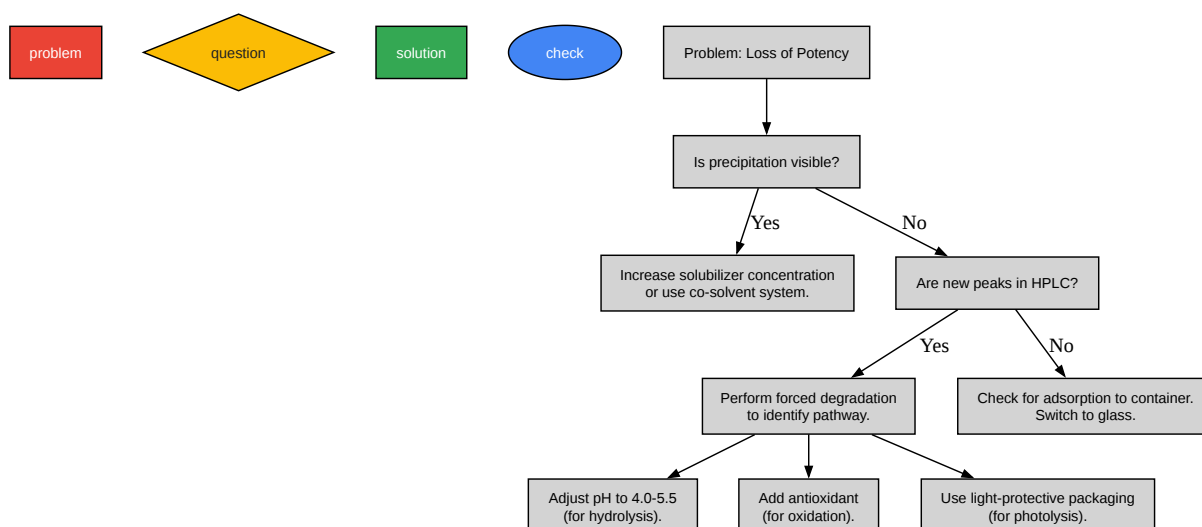 problem
question
solution
check
Problem: Loss of Potency
Is precipitation visible?
Yes
No
Increase solubilizer concentration
or use co-solvent system.
Are new peaks in HPLC?
Yes
No
Perform forced degradation
to identify pathway.
Check for adsorption to container.
Switch to glass.
Adjust pH to 4.0-5.5
(for hydrolysis).
Add antioxidant
(for oxidation).
Use light-protective packaging
(for photolysis).